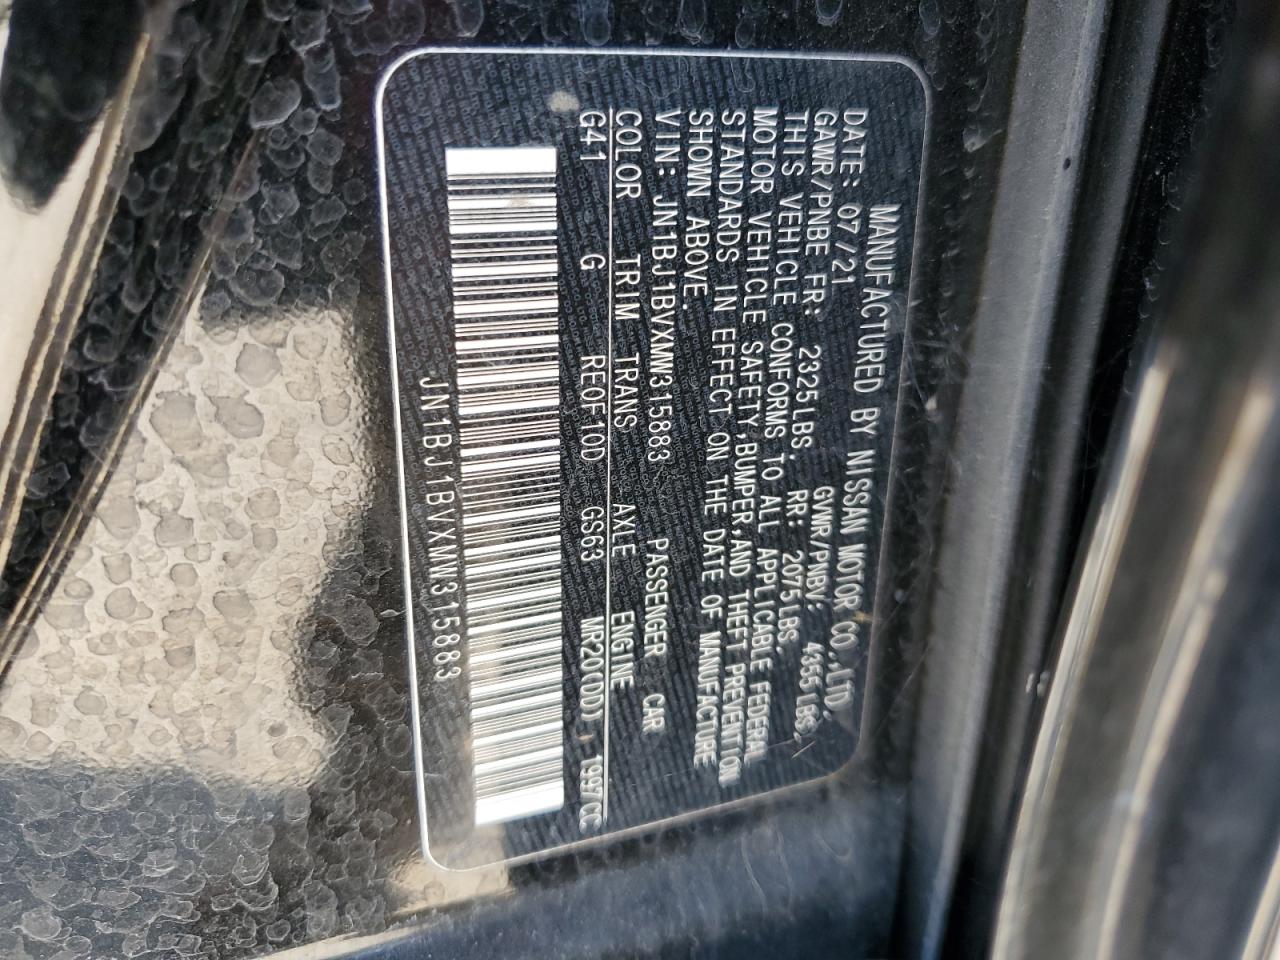 MANUFACTURED BY NISSAN MOTOR CO.,LTD.
DATE: 07/21 GVWR/PNBV: 4355LBS.
GAWR/PNBE FR: 2325LBS. RR: 2075LBS.
THIS VEHICLE CONFORMS TO ALL APPLICABLE FEDERAL
MOTOR VEHICLE SAFETY,BUMPER,AND THEFT PREVENTION
STANDARDS IN EFFECT ON THE DATE OF MANUFACTURE
SHOWN ABOVE.
VIN: JN1BJ1BVXMW315883 PASSENGER CAR
COLOR TRIM TRANS AXLE ENGINE
G41 G RE0F10D GS63 MR20(DD) 1997CC
JN1BJ1BVXMW315883